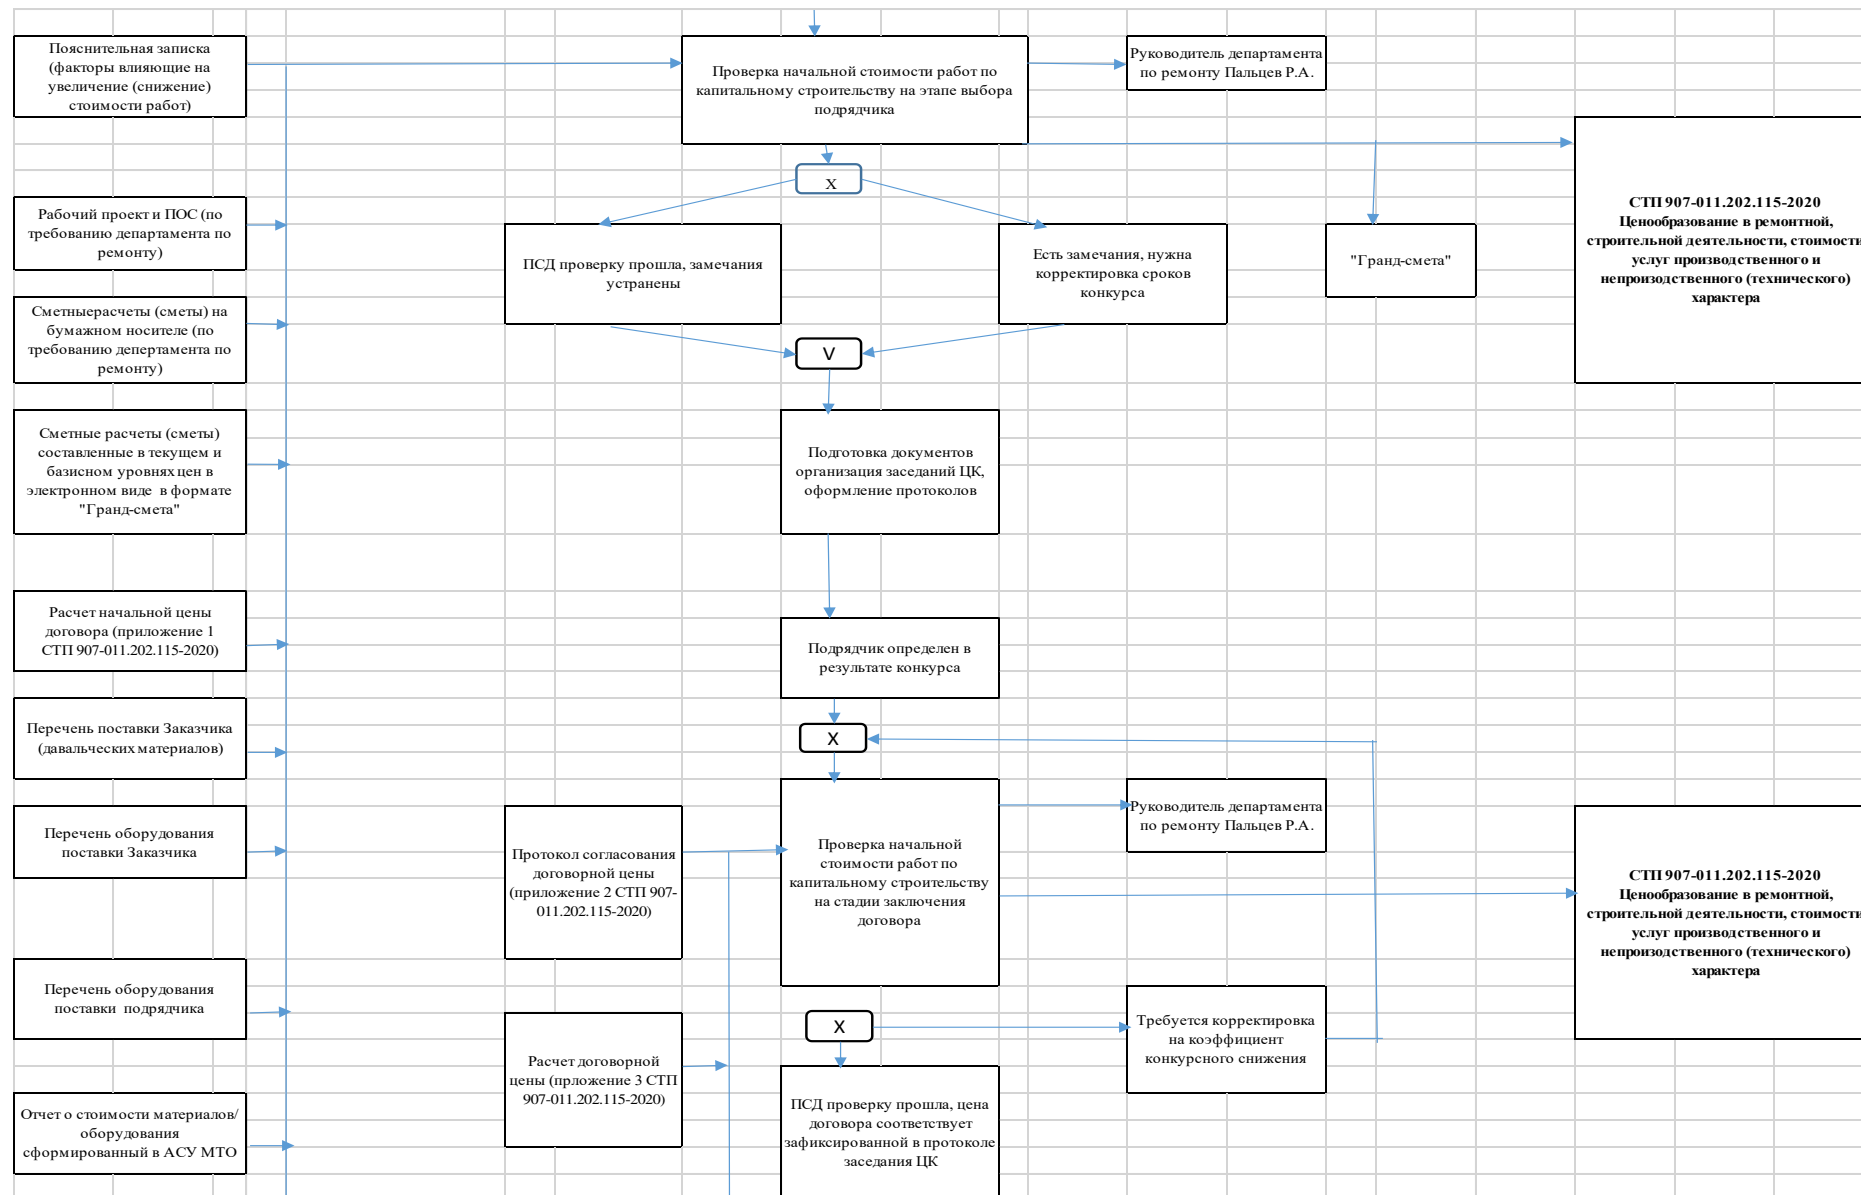 Пояснительная записка
(факторы влияющие на
увеличение (снижение)
стоимости работ)
Проверка начальной стоимости работ по
капитальному строительству на этапе выбора
подрядчика
Руководитель департамента
по ремонту Пальцев Р.А.
X
Рабочий проект и ПОС (по
требованию департамента по
ремонту)
ПСД проверку прошла, замечания
устранены
Есть замечания, нужна
корректировка сроков
конкурса
"Гранд-смета"
СТП 907-011.202.115-2020
Ценообразование в ремонтной,
строительной деятельности, стоимости
услуг производственного и
непроизодственного (технического)
характера
Сметныерасчеты (сметы) на
бумажном носителе (по
требованию депертамента по
ремонту)
V
Сметные расчеты (сметы)
составленные в текущем и
базисном уровнях цен в
электронном виде в формате
"Гранд-смета"
Подготовка документов
организация заседаний ЦК,
оформление протоколов
Расчет начальной цены
договора (приложение 1
СТП 907-011.202.115-2020)
Подрядчик определен в
результате конкурса
Перечень поставки Заказчика
(давальческих материалов)
X
Перечень оборудования
поставки Заказчика
Протокол согласования
договорной цены
(приложение 2 СТП 907-
011.202.115-2020)
Проверка начальной
стоимости работ по
капитальному строительству
на стадии заключения
договора
Руководитель департамента
по ремонту Пальцев Р.А.
СТП 907-011.202.115-2020
Ценообразование в ремонтной,
строительной деятельности, стоимости
услуг производственного и
непроизодственного (технического)
характера
Перечень оборудования
поставки подрядчика
Расчет договорной
цены (прложение 3 СТП
907-011.202.115-2020)
X
Требуется корректировка
на коэффициент
конкурсного снижения
Отчет о стоимости материалов/
оборудования
сформированный в АСУ МТО
ПСД проверку прошла, цена
договора соответствует
зафиксированной в протоколе
заседания ЦК